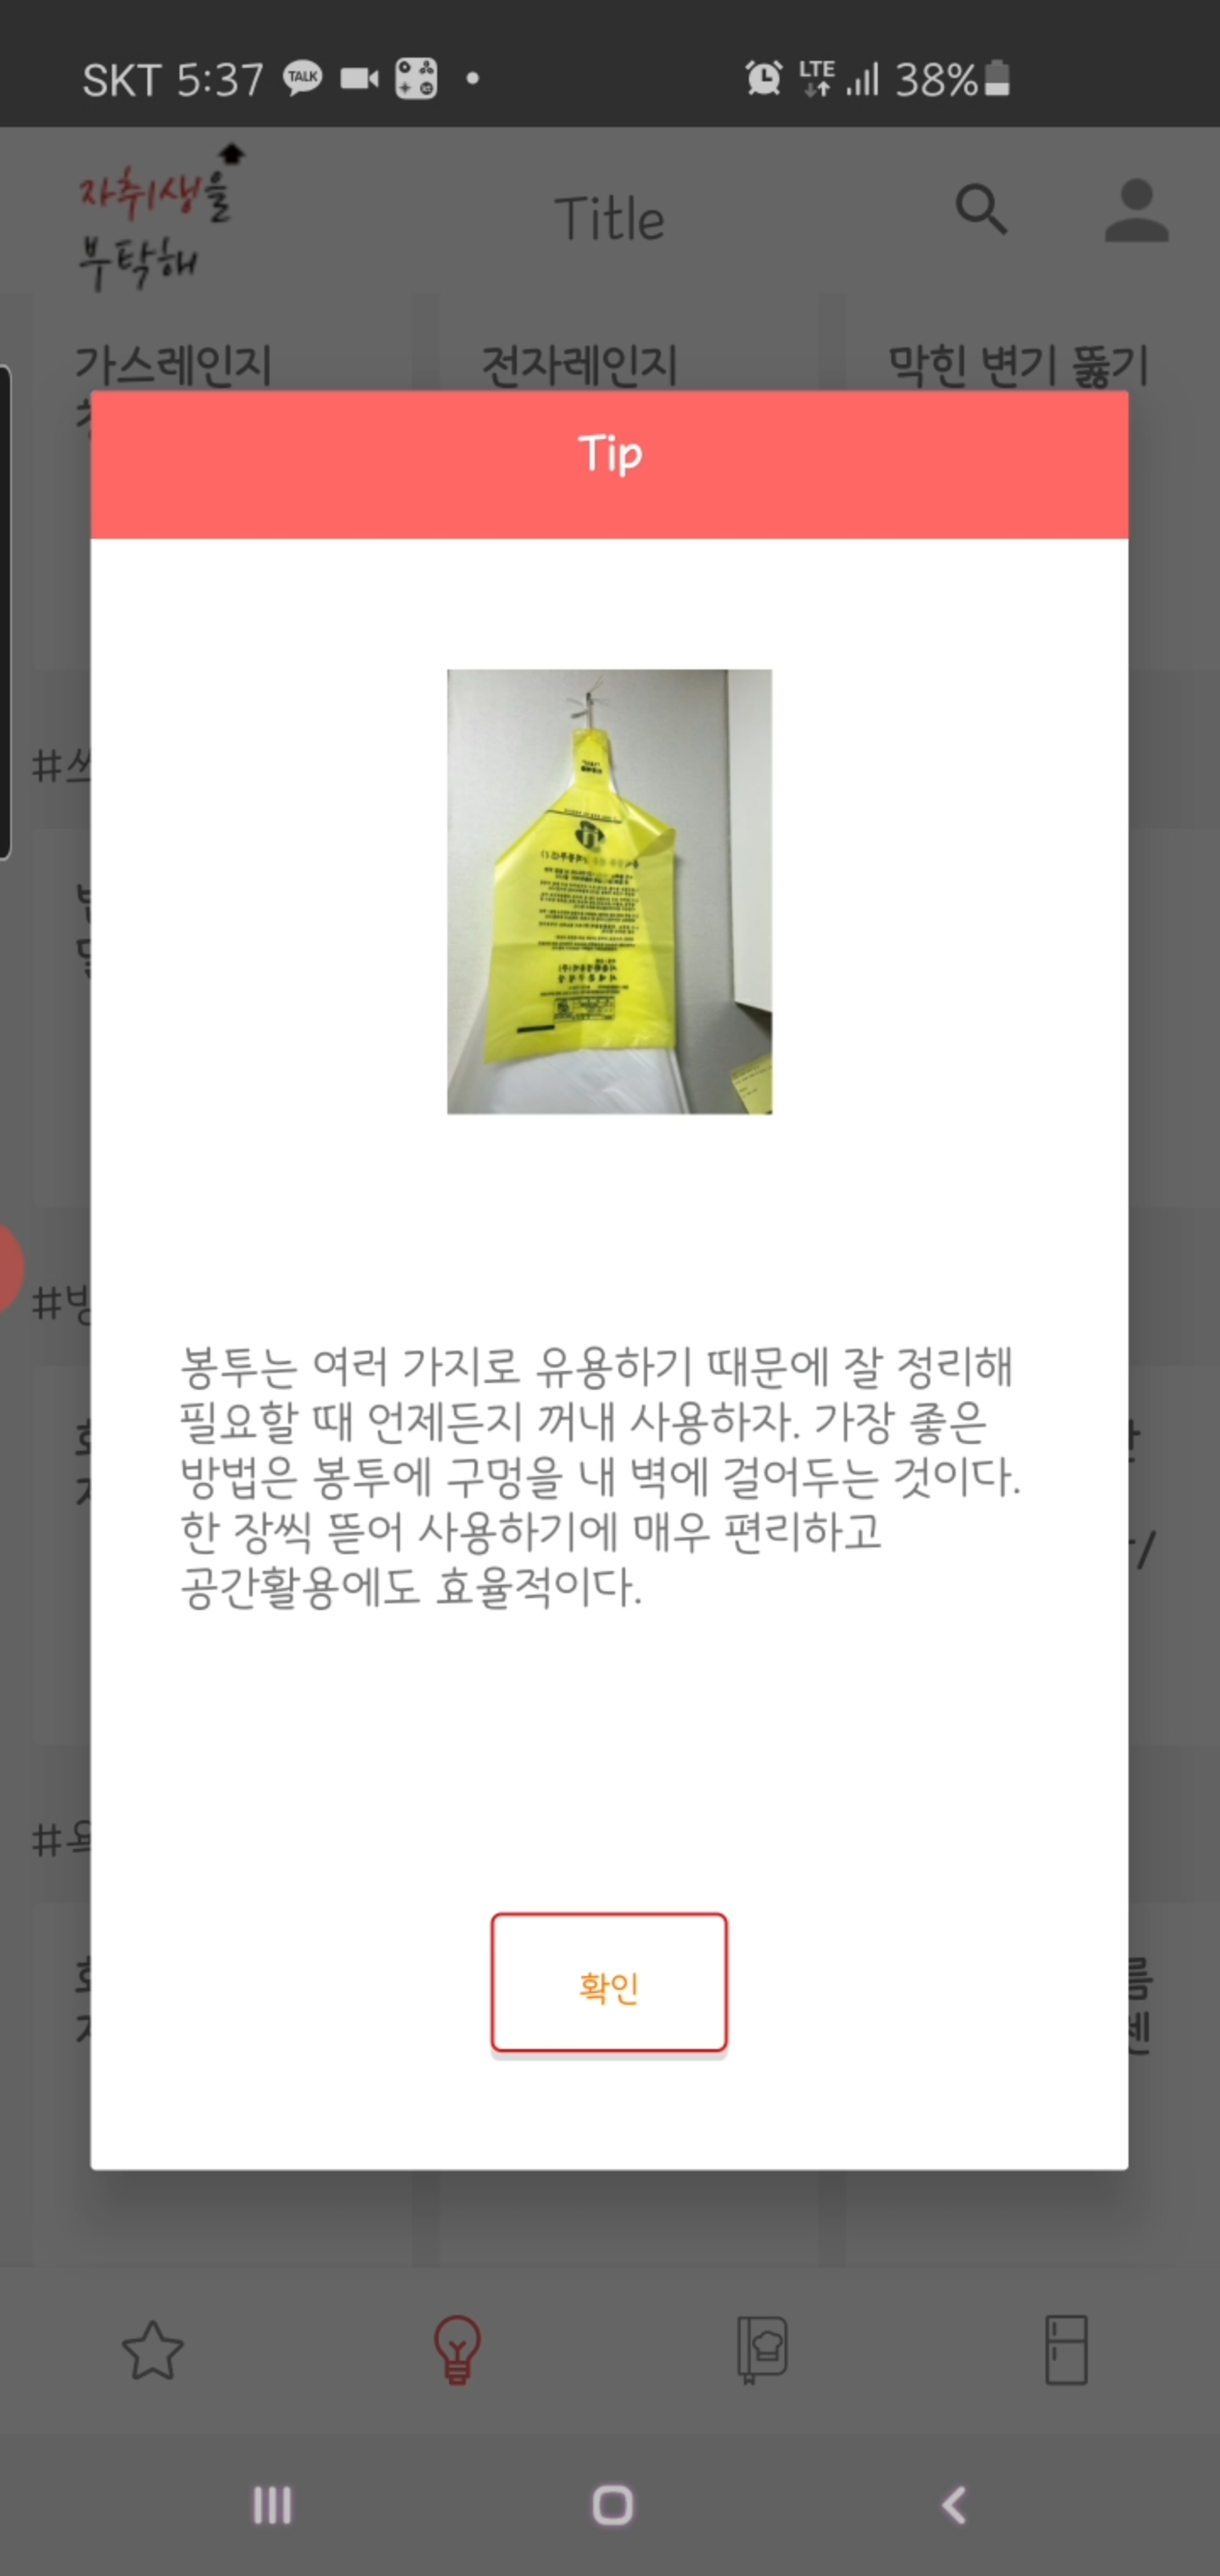 SKT 5:37 TALK LTE 38%
자취생을
부탁해
Title
가스레인지 전자레인지 막힌 변기 뚫기
Tip
봉투는 여러 가지로 유용하기 때문에 잘 정리해
필요할 때 언제든지 꺼내 사용하자. 가장 좋은
방법은 봉투에 구멍을 내 벽에 걸어두는 것이다.
한 장씩 뜯어 사용하기에 매우 편리하고
공간활용에도 효율적이다.
확인